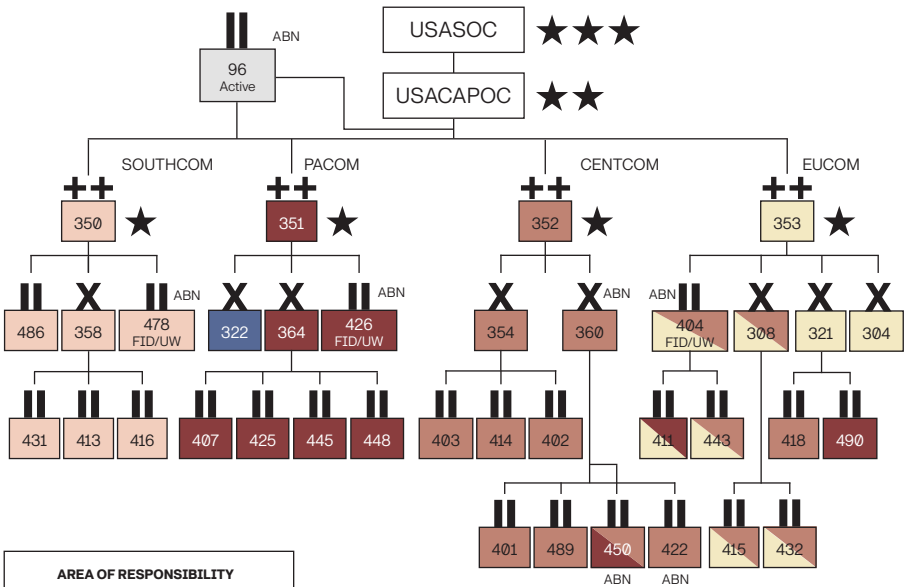 ABN
USASOC
96
Active
USACAPOC
SOUTHCOM
PACOM
CENTCOM
EUCOM
350
351
352
353
ABN
ABN
ABN
ABN
486
358
478
FID/UW
322
364
426
FID/UW
354
360
404
FID/UW
308
321
304
431
413
416
407
425
445
448
403
414
402
411
443
418
490
401
489
450
422
415
432
ABN
ABN
AREA OF RESPONSIBILITY